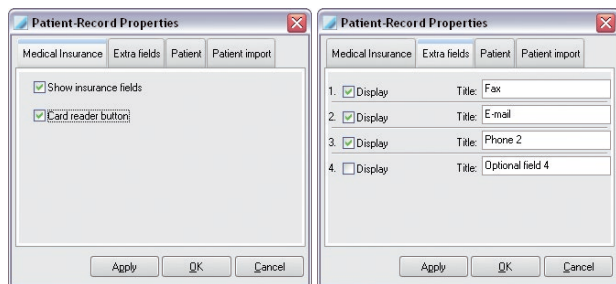 Patient-Record Properties
Medical Insurance Extra fields Patient Patient import
Show insurance fields
Card reader button
Apply OK Cancel
Patient-Record Properties
Medical Insurance Extra fields Patient Patient import
1. Display Title: Fax
2. Display Title: E-mail
3. Display Title: Phone 2
4. Display Title: Optional field 4
Apply OK Cancel